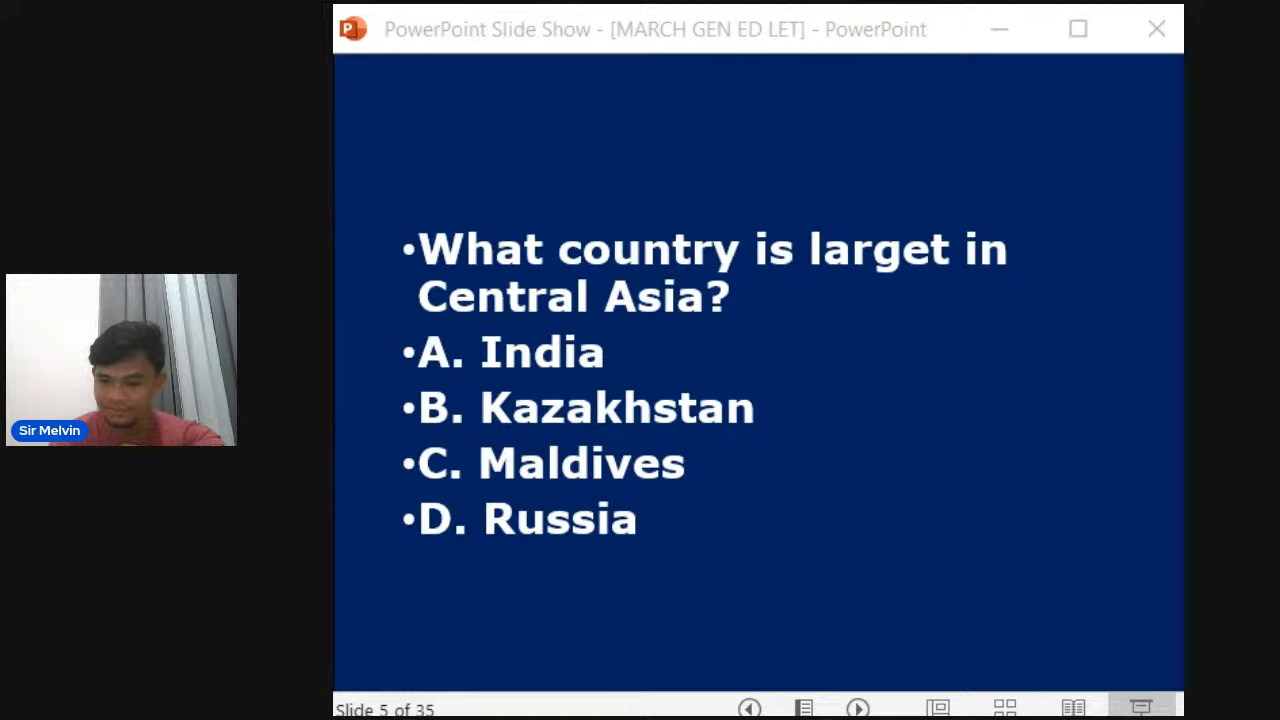 PowerPoint Slide Show - [MARCH GEN ED LET] - PowerPoint
•What country is larget in
Central Asia?
•A. India
•B. Kazakhstan
•C. Maldives
•D. Russia
Sir Melvin
Slide 5 of 35